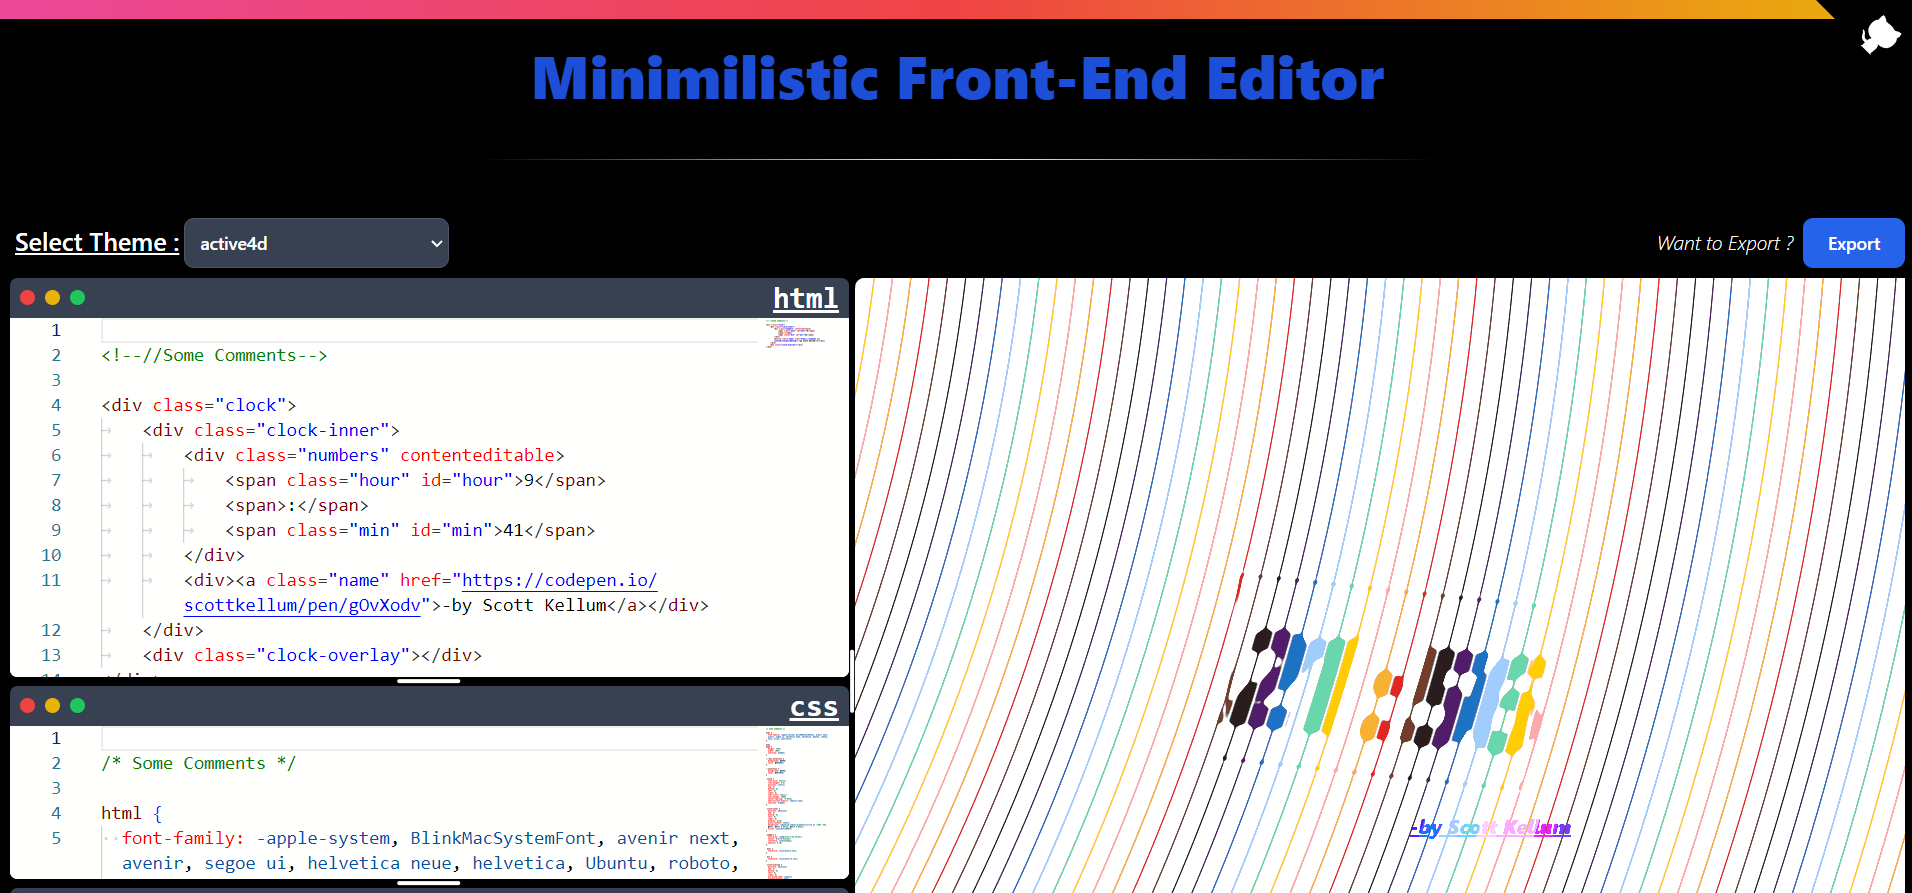 Minimilistic Front-End Editor
Select Theme :
active4d
Want to Export ?
Export
html
1
2 <!--//Some Comments-->
3
4 <div class="clock">
5 <div class="clock-inner">
6 <div class="numbers" contenteditable>
7 <span class="hour" id="hour">9</span>
8 <span>:</span>
9 <span class="min" id="min">41</span>
10 </div>
11 <div><a class="name" href="https://codepen.io/
scottkellum/pen/gOvXodv">-by Scott Kellum</a></div>
12 </div>
13 <div class="clock-overlay"></div>
css
1
2 /* Some Comments */
3
4 html {
5 font-family: -apple-system, BlinkMacSystemFont, avenir next,
avenir, segoe ui, helvetica neue, helvetica, Ubuntu, roboto,
-by Scott Kellum